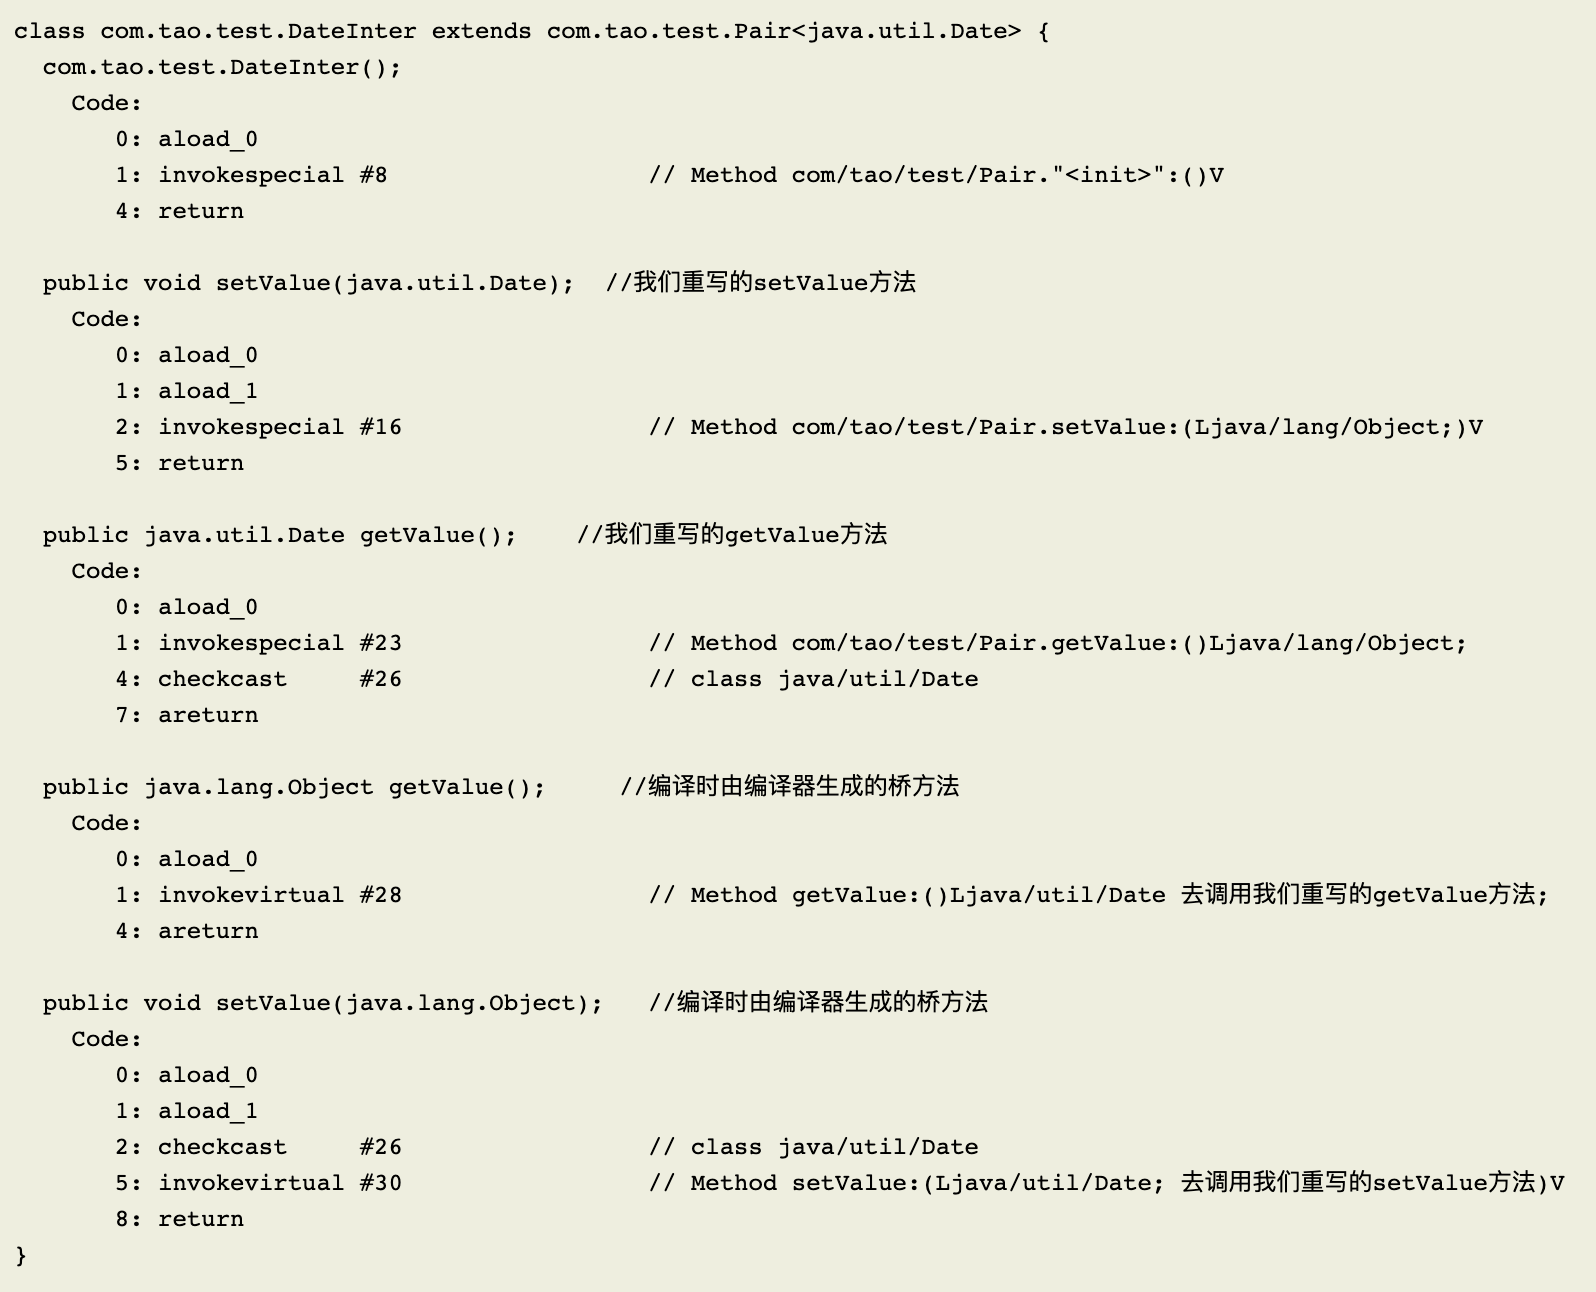 class com.tao.test.DateInter extends com.tao.test.Pair<java.util.Date> {
  com.tao.test.DateInter();
    Code:
       0: aload_0
       1: invokespecial #8                  // Method com/tao/test/Pair."<init>":()V
       4: return

  public void setValue(java.util.Date);  //我们重写的setValue方法
    Code:
       0: aload_0
       1: aload_1
       2: invokespecial #16                 // Method com/tao/test/Pair.setValue:(Ljava/lang/Object;)V
       5: return

  public java.util.Date getValue();    //我们重写的getValue方法
    Code:
       0: aload_0
       1: invokespecial #23                 // Method com/tao/test/Pair.getValue:()Ljava/lang/Object;
       4: checkcast     #26                 // class java/util/Date
       7: areturn

  public java.lang.Object getValue();     //编译时由编译器生成的桥方法
    Code:
       0: aload_0
       1: invokevirtual #28                 // Method getValue:()Ljava/util/Date 去调用我们重写的getValue方法;
       4: areturn

  public void setValue(java.lang.Object);   //编译时由编译器生成的桥方法
    Code:
       0: aload_0
       1: aload_1
       2: checkcast     #26                 // class java/util/Date
       5: invokevirtual #30                 // Method setValue:(Ljava/util/Date; 去调用我们重写的setValue方法)V
       8: return
}